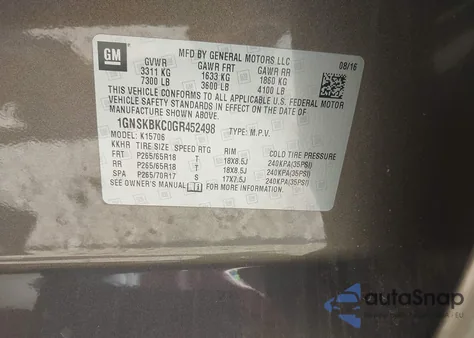 GM
MFD BY GENERAL MOTORS LLC
08/16
GVWR GAWR FRT GAWR RR
3311 KG 1633 KG 1860 KG
7300 LB 3600 LB 4100 LB
THIS VEHICLE CONFORMS TO ALL APPLICABLE U.S. FEDERAL
MOTOR VEHICLE SAFETY STANDARDS IN EFFECT ON THE DATE OF
MANUFACTURE SHOWN ABOVE.
1GNSKBKC0GR452498 TYPE: M.P.V.
MODEL: K15706
KKHR TIRE SIZE SPEED RTG RIM COLD TIRE PRESSURE
FRT P265/65R18 T 18X8.5J 240KPA(35PSI)
RR P265/65R18 T 18X8.5J 240KPA(35PSI)
SPA P265/70R17 S 17X7.5J 240KPA(35PSI)
SEE OWNER'S MANUAL FOR MORE INFORMATION.
autoSnap